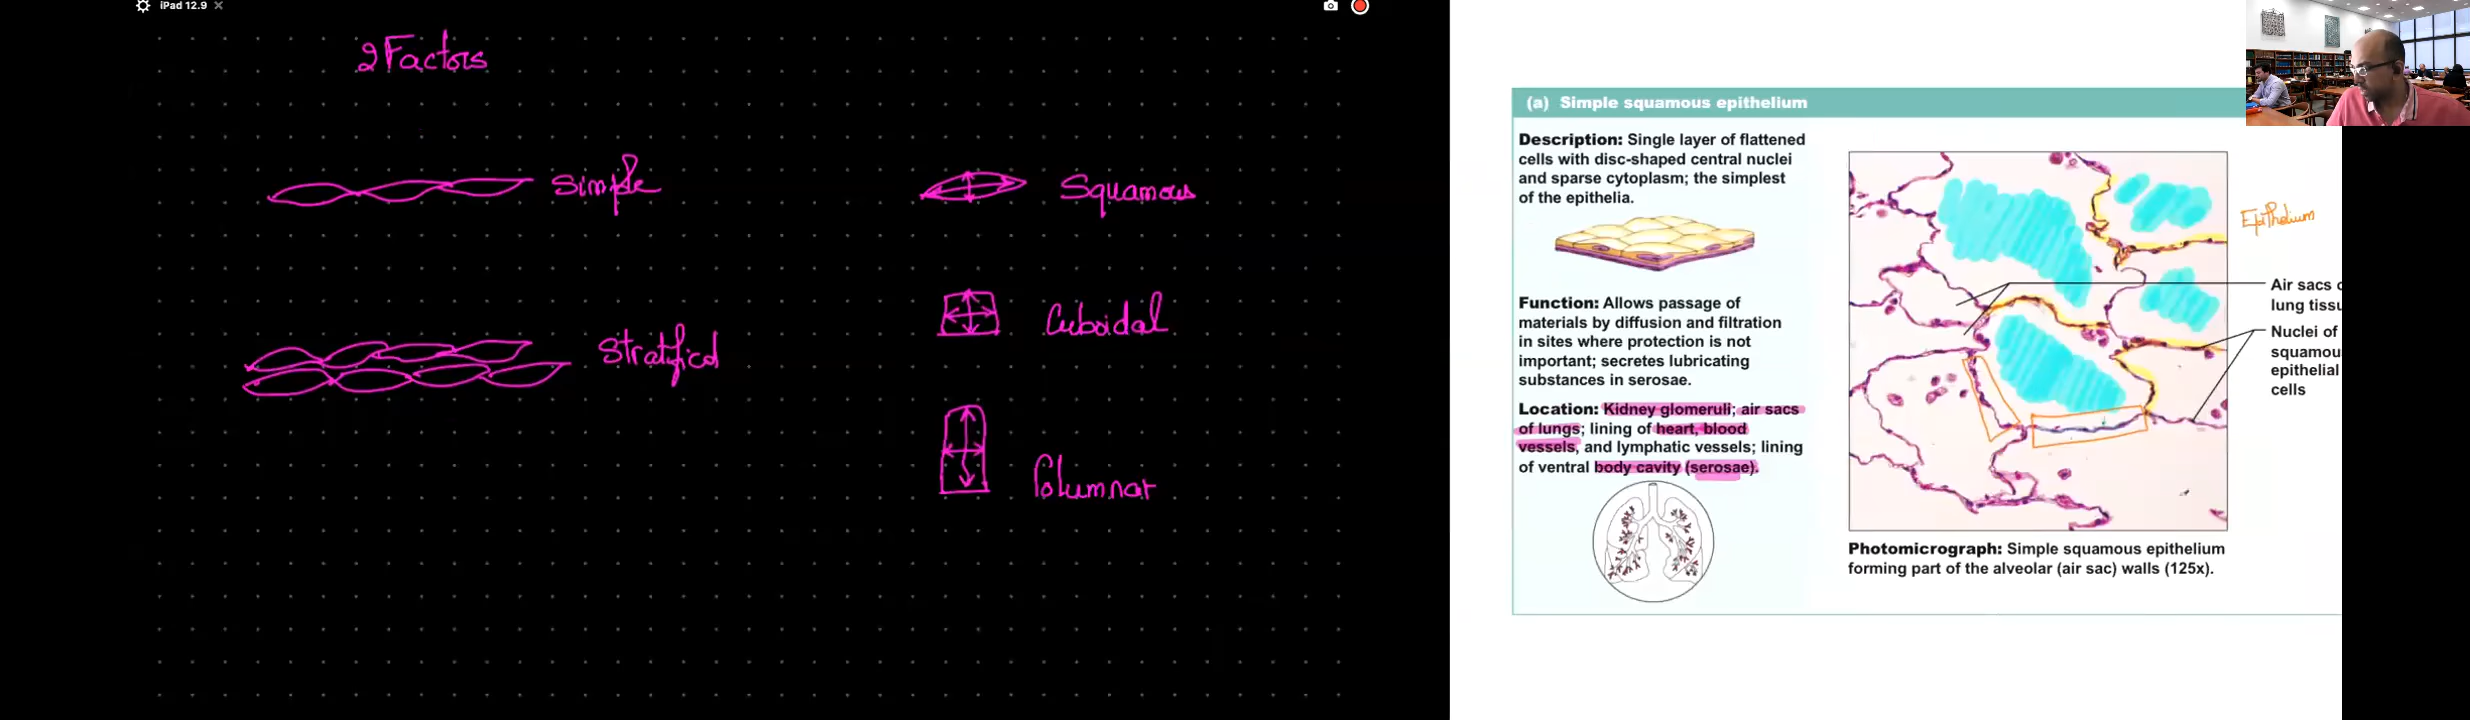 iPad 12.9
2 Factors
Simple
Stratified
Squamous
Cuboidal
Columnar
(a) Simple squamous epithelium
Description: Single layer of flattened
cells with disc-shaped central nuclei
and sparse cytoplasm; the simplest
of the epithelia.
Function: Allows passage of
materials by diffusion and filtration
in sites where protection is not
important; secretes lubricating
substances in serosae.
Location: Kidney glomeruli; air sacs
of lungs; lining of heart, blood
vessels, and lymphatic vessels; lining
of ventral body cavity (serosae).
Epithelium
Air sacs
lung tissu
Nuclei of
squamou
epithelial
cells
Photomicrograph: Simple squamous epithelium
forming part of the alveolar (air sac) walls (125x).